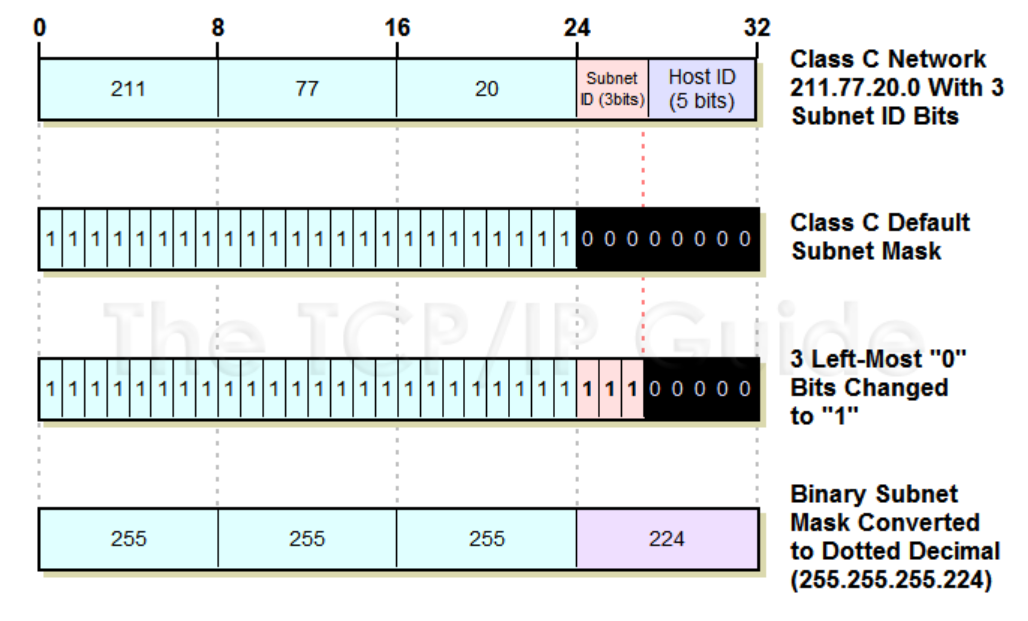 0 8 16 24 32
211 77 20 Subnet ID (3bits) Host ID (5 bits)
Class C Network
211.77.20.0 With 3
Subnet ID Bits
1 1 1 1 1 1 1 1 1 1 1 1 1 1 1 1 1 1 1 1 1 1 1 1 0 0 0 0 0 0 0 0
Class C Default
Subnet Mask
The TCP/IP Guide
1 1 1 1 1 1 1 1 1 1 1 1 1 1 1 1 1 1 1 1 1 1 1 1 1 1 1 0 0 0 0 0
3 Left-Most "0"
Bits Changed
to "1"
255 255 255 224
Binary Subnet
Mask Converted
to Dotted Decimal
(255.255.255.224)